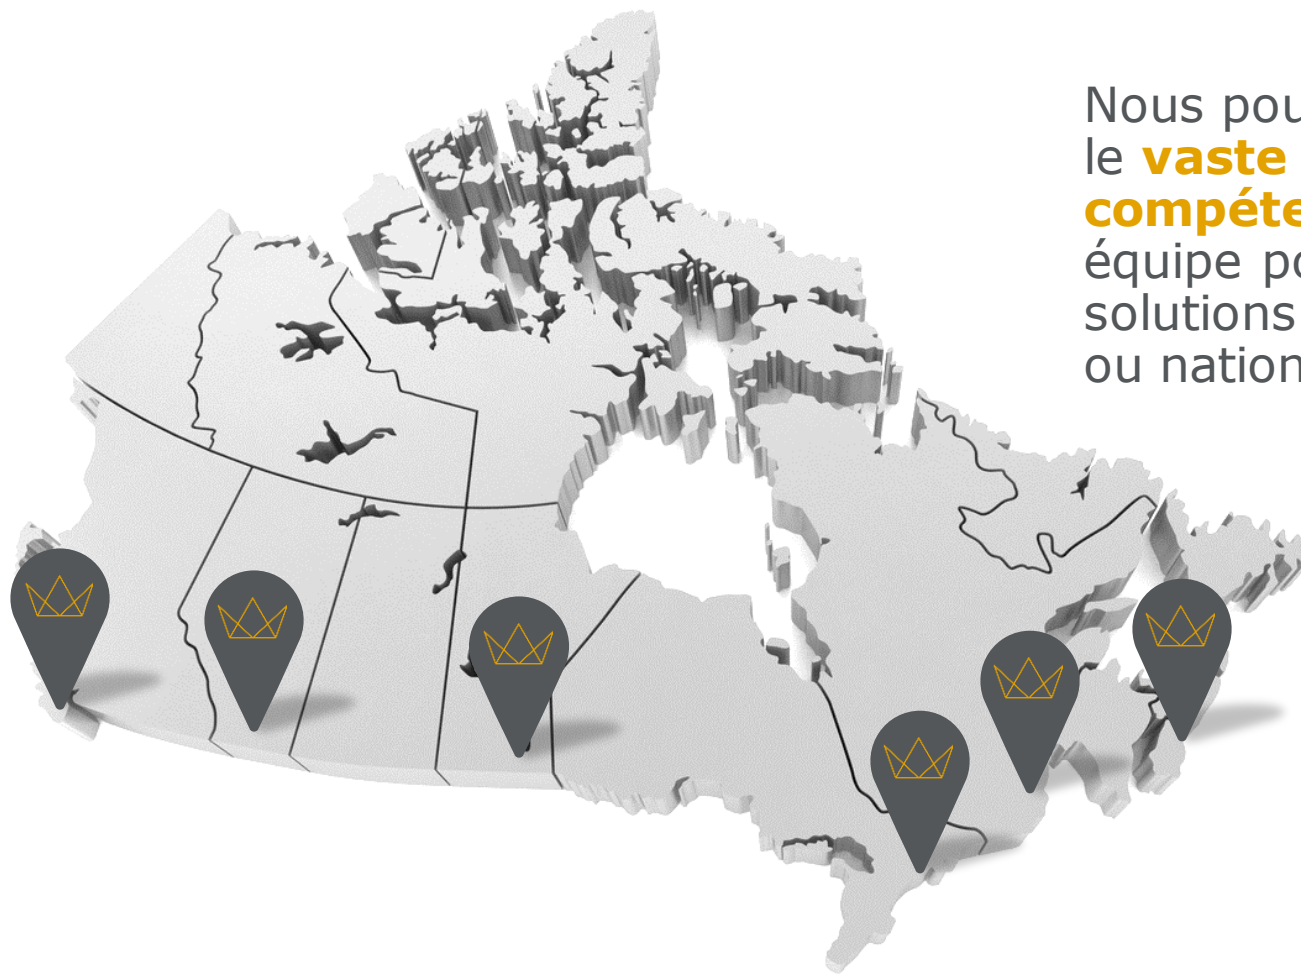 Nous pou
le vaste
compéte
équipe po
solutions
ou nation